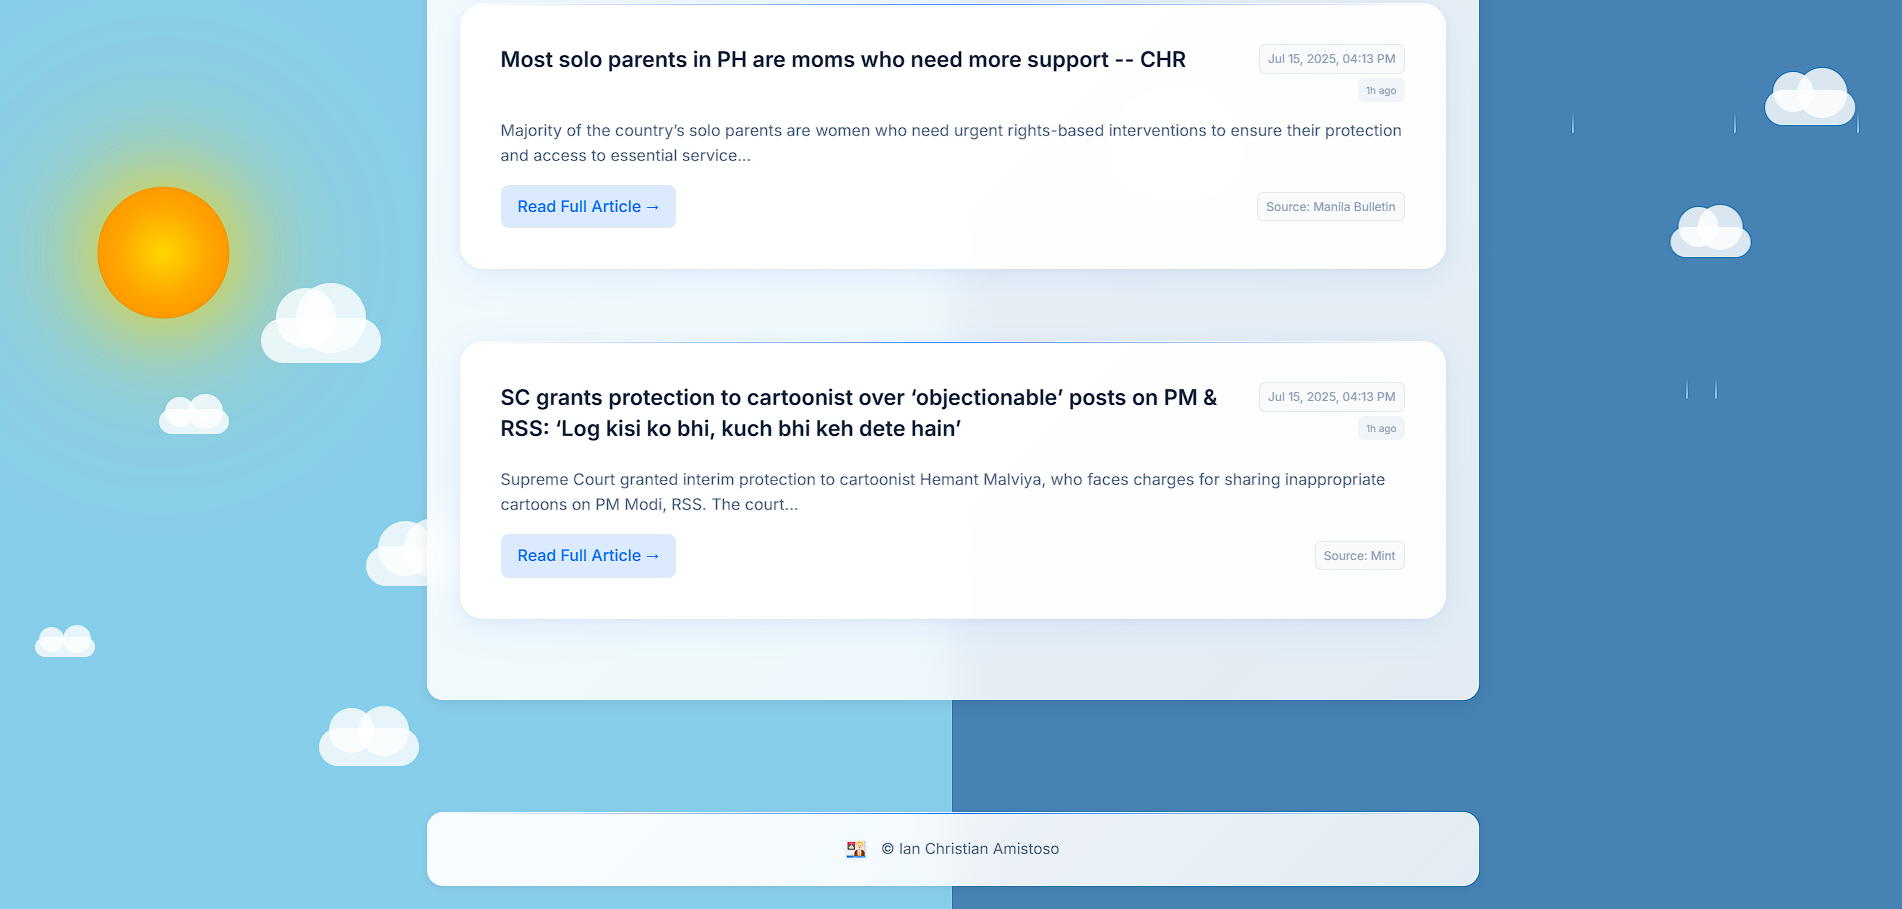 Most solo parents in PH are moms who need more support -- CHR
Jul 15, 2025, 04:13 PM
1h ago
Majority of the country’s solo parents are women who need urgent rights-based interventions to ensure their protection
and access to essential service...
Read Full Article →
Source: Manila Bulletin
SC grants protection to cartoonist over ‘objectionable’ posts on PM &
RSS: ‘Log kisi ko bhi, kuch bhi keh dete hain’
Jul 15, 2025, 04:13 PM
1h ago
Supreme Court granted interim protection to cartoonist Hemant Malviya, who faces charges for sharing inappropriate
cartoons on PM Modi, RSS. The court...
Read Full Article →
Source: Mint
© Ian Christian Amistoso